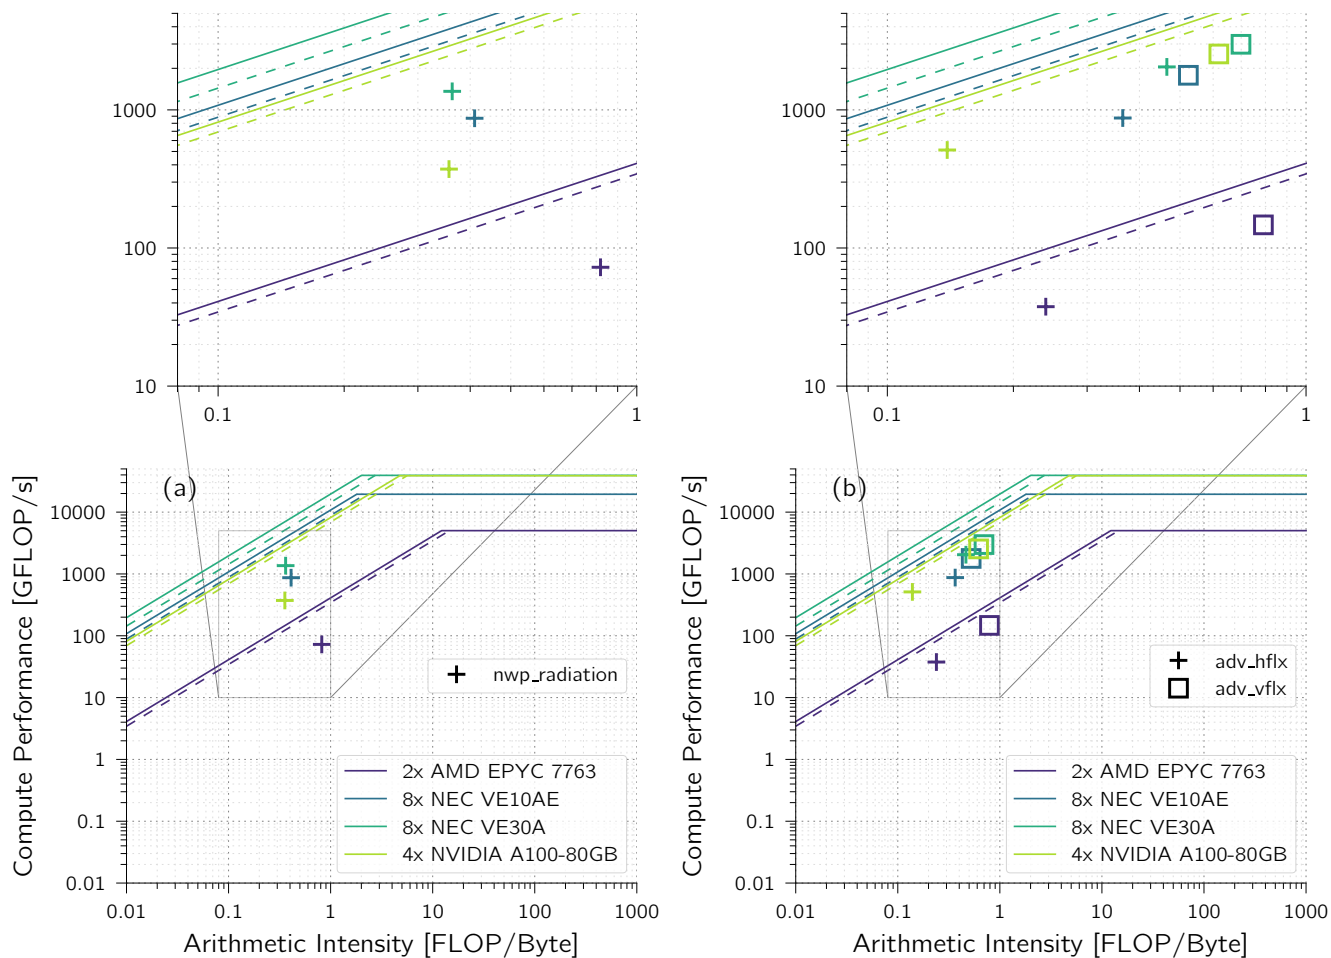 1000
100
10
0.1
1
1000
100
10
0.1
1
Compute Performance [GFLOP/s]
(a)
10000
1000
100
10
1
0.1
0.01
nwp_radiation
2x AMD EPYC 7763
8x NEC VE10AE
8x NEC VE30A
4x NVIDIA A100-80GB
0.01
0.1
1
10
100
1000
Arithmetic Intensity [FLOP/Byte]
Compute Performance [GFLOP/s]
(b)
10000
1000
100
10
1
0.1
0.01
adv_hflx
adv_vflx
2x AMD EPYC 7763
8x NEC VE10AE
8x NEC VE30A
4x NVIDIA A100-80GB
0.01
0.1
1
10
100
1000
Arithmetic Intensity [FLOP/Byte]